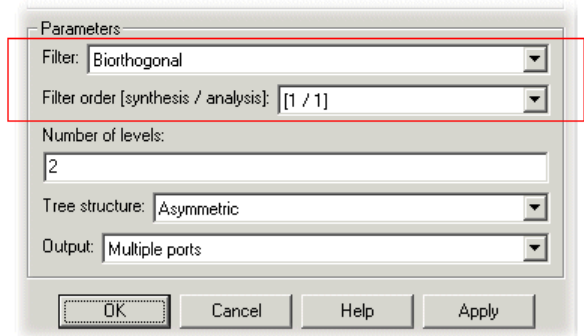 Parameters
Filter: Biorthogonal
Filter order [synthesis / analysis]: [1 / 1]
Number of levels:
2
Tree structure: Asymmetric
Output: Multiple ports
OK Cancel Help Apply